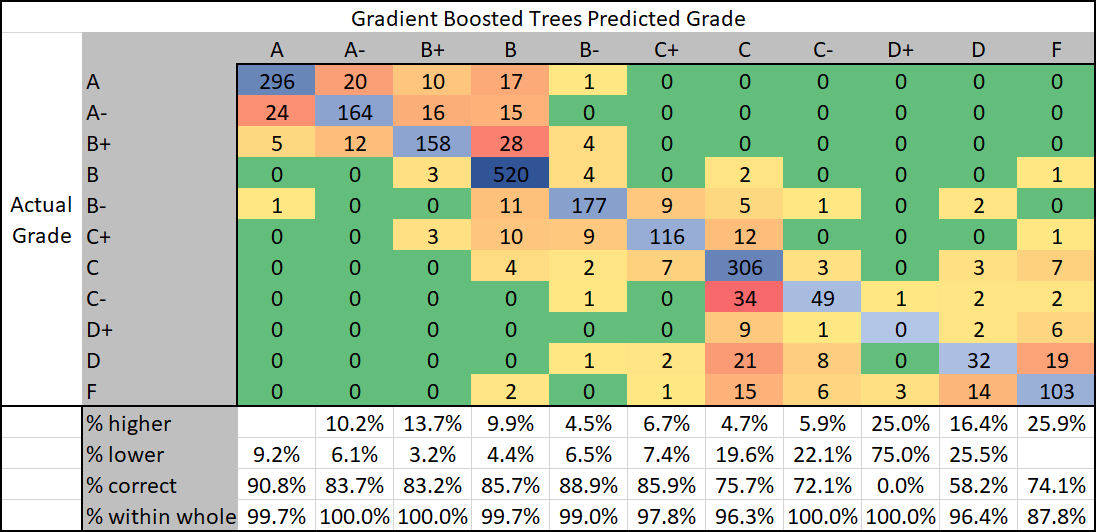 Gradient Boosted Trees Predicted Grade
A A- B+ B B- C+ C C- D+ D F
A 296 20 10 17 1 0 0 0 0 0 0
A- 24 164 16 15 0 0 0 0 0 0 0
B+ 5 12 158 28 4 0 0 0 0 0 0
B 0 0 3 520 4 0 2 0 0 0 1
Actual B- 1 0 0 11 177 9 5 1 0 2 0
Grade C+ 0 0 3 10 9 116 12 0 0 0 1
C 0 0 0 4 2 7 306 3 0 3 7
C- 0 0 0 0 1 0 34 49 1 2 2
D+ 0 0 0 0 0 0 9 1 0 2 6
D 0 0 0 0 1 2 21 8 0 32 19
F 0 0 0 2 0 1 15 6 3 14 103
% higher 10.2% 13.7% 9.9% 4.5% 6.7% 4.7% 5.9% 25.0% 16.4% 25.9%
% lower 9.2% 6.1% 3.2% 4.4% 6.5% 7.4% 19.6% 22.1% 75.0% 25.5%
% correct 90.8% 83.7% 83.2% 85.7% 88.9% 85.9% 75.7% 72.1% 0.0% 58.2% 74.1%
% within whole 99.7% 100.0% 100.0% 99.7% 99.0% 97.8% 96.3% 100.0% 100.0% 96.4% 87.8%